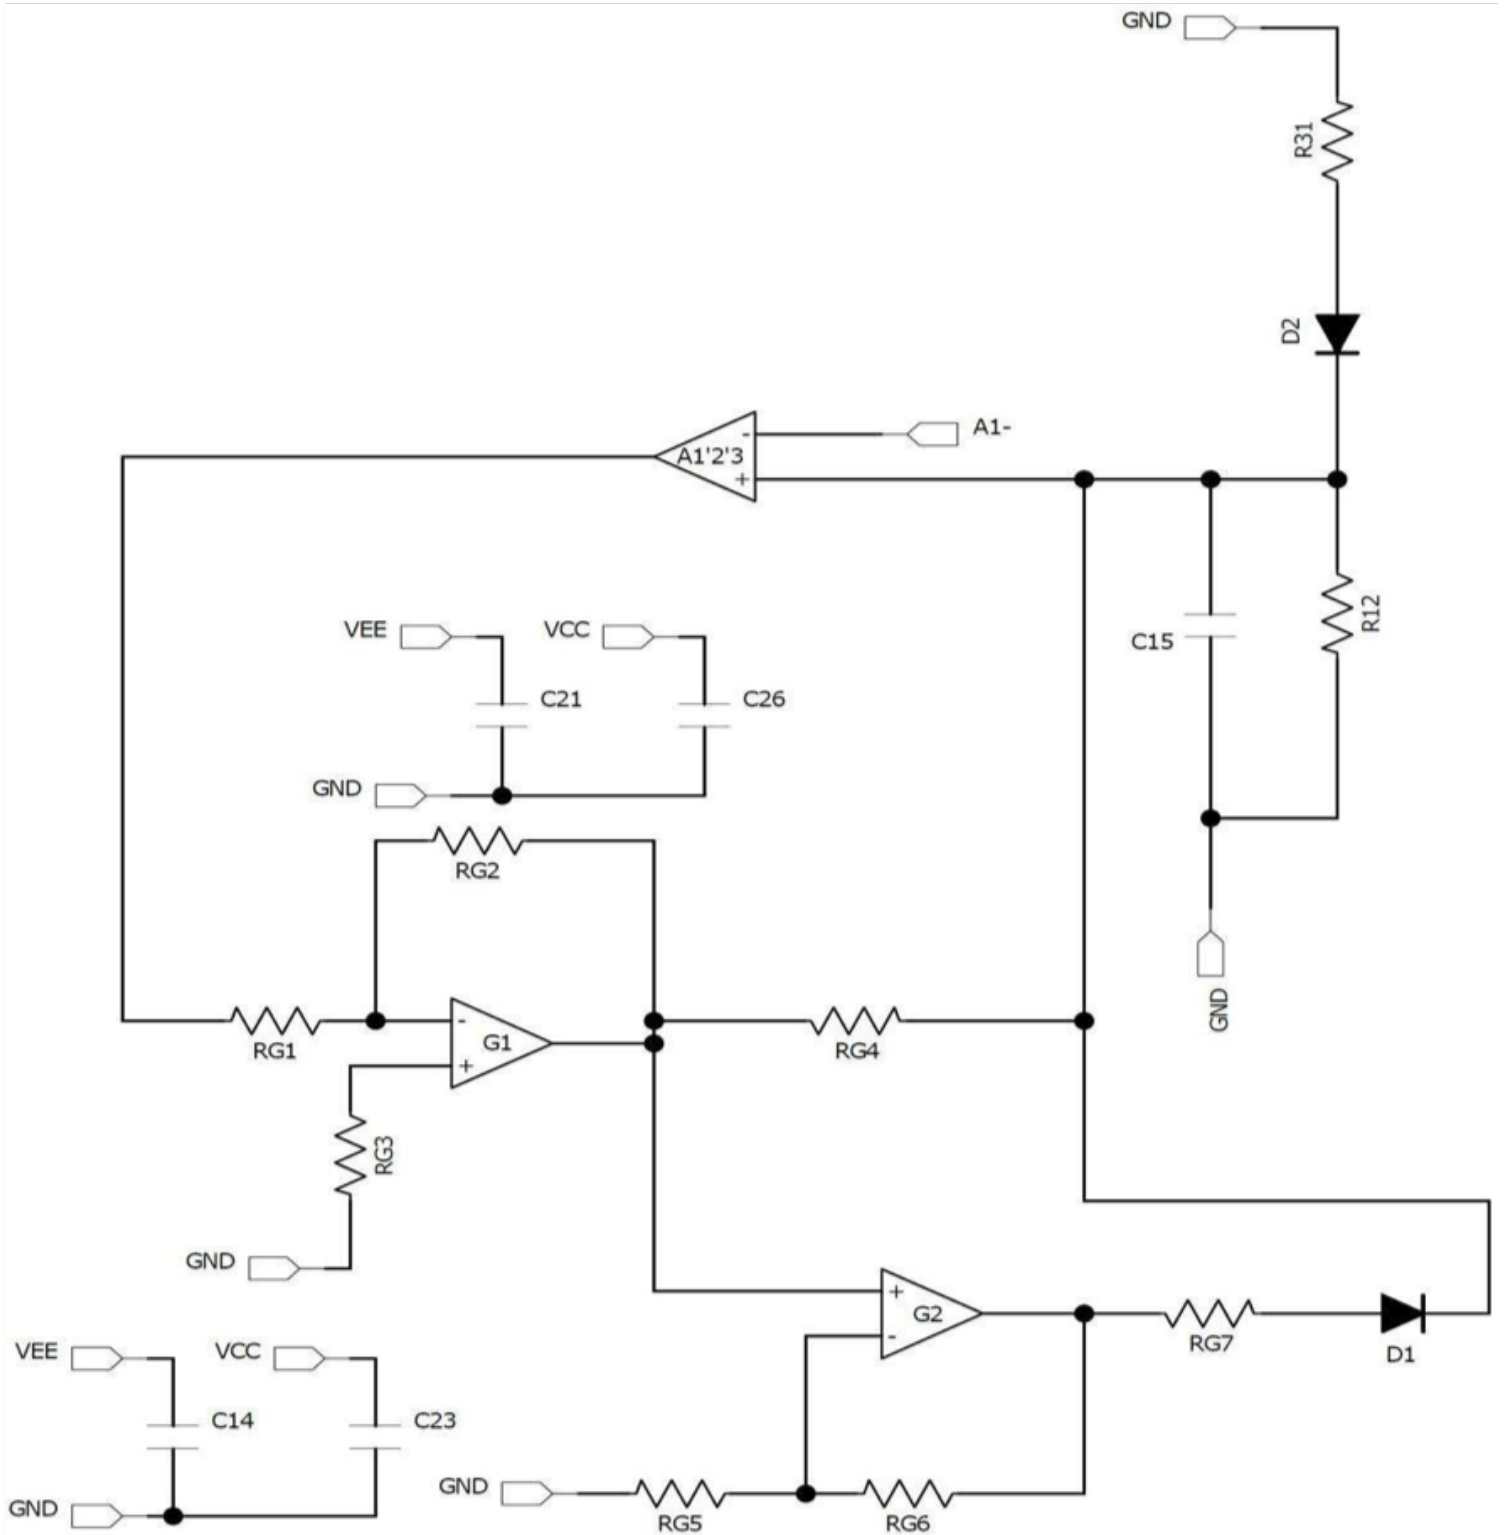 GND
R31
D2
A1-
A1'2'3
-
+
VEE
VCC
R12
C15
C21
C26
GND
RG2
GND
-
G1
+
RG1
RG4
RG3
GND
+
G2
-
RG7
D1
VEE
VCC
C14
C23
GND
GND
RG5
RG6